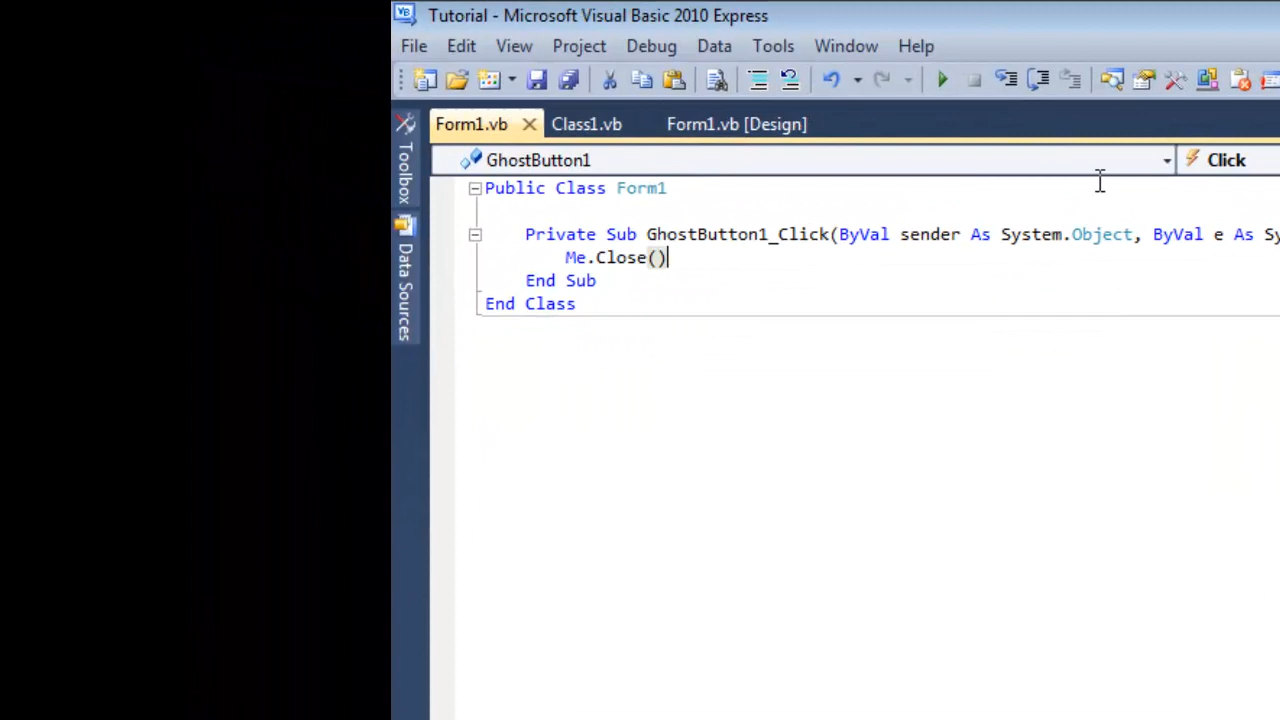 Tutorial - Microsoft Visual Basic 2010 Express
File Edit View Project Debug Data Tools Window Help
Form1.vb Class1.vb Form1.vb [Design]
GhostButton1 Click
Toolbox
Data Sources
Public Class Form1
Private Sub GhostButton1_Click(ByVal sender As System.Object, ByVal e As Sy
Me.Close()
End Sub
End Class